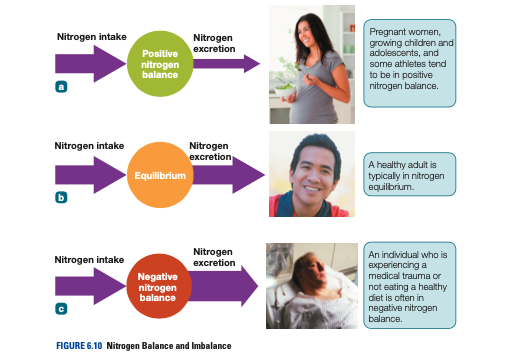 Nitrogen intake
Positive
nitrogen
balance
Nitrogen
excretion
a
Pregnant women,
growing children and
adolescents, and
some athletes tend
to be in positive
nitrogen balance.
Nitrogen intake
Equilibrium
Nitrogen
excretion
b
A healthy adult is
typically in nitrogen
equilibrium.
Nitrogen intake
Negative
nitrogen
balance
Nitrogen
excretion
c
An individual who is
experiencing a
medical trauma or
not eating a healthy
diet is often in
negative nitrogen
balance.
FIGURE 6.10 Nitrogen Balance and Imbalance